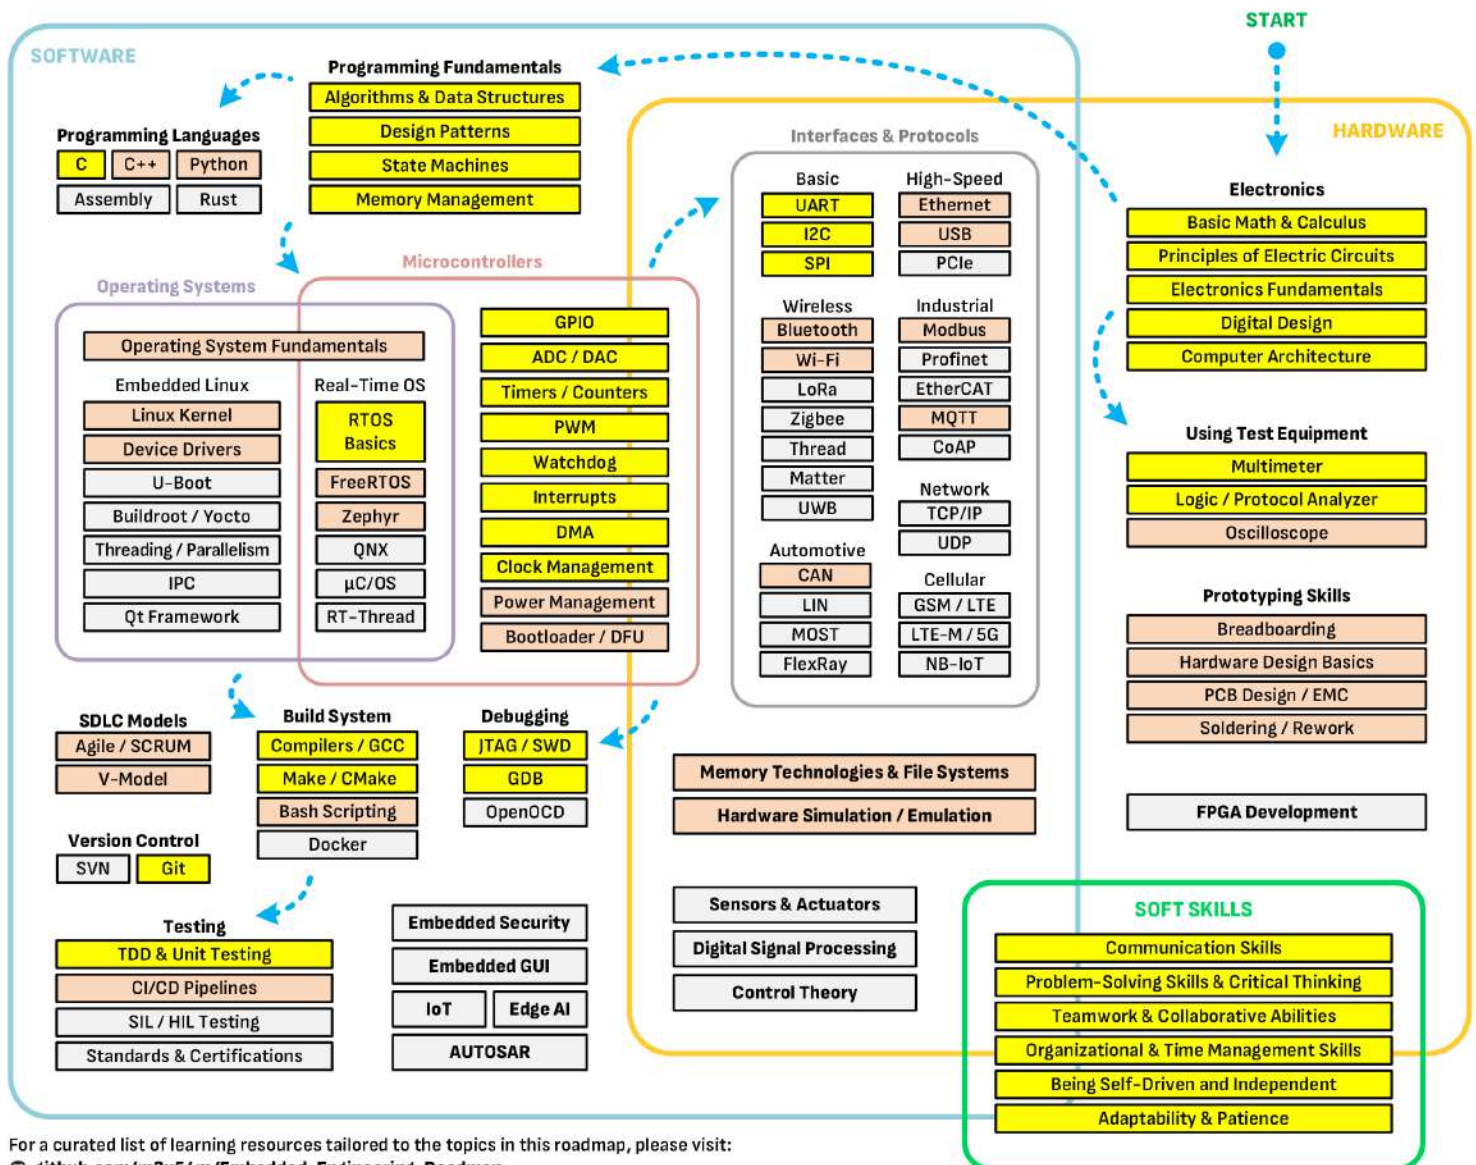 START
SOFTWARE
HARDWARE
Programming Fundamentals
Algorithms & Data Structures
Design Patterns
State Machines
Memory Management
Programming Languages
C
C++
Python
Assembly
Rust
Interfaces & Protocols
Basic
UART
I2C
SPI
High-Speed
Ethernet
USB
PCIe
Wireless
Bluetooth
Wi-Fi
LoRa
Zigbee
Thread
Matter
UWB
Industrial
Modbus
Profinet
EtherCAT
MQTT
CoAP
Network
TCP/IP
UDP
Automotive
CAN
LIN
MOST
FlexRay
Cellular
GSM / LTE
LTE-M / 5G
NB-IoT
Electronics
Basic Math & Calculus
Principles of Electric Circuits
Electronics Fundamentals
Digital Design
Computer Architecture
Using Test Equipment
Multimeter
Logic / Protocol Analyzer
Oscilloscope
Prototyping Skills
Breadboarding
Hardware Design Basics
PCB Design / EMC
Soldering / Rework
FPGA Development
Microcontrollers
GPIO
ADC / DAC
Timers / Counters
PWM
Watchdog
Interrupts
DMA
Clock Management
Power Management
Bootloader / DFU
Operating Systems
Operating System Fundamentals
Embedded Linux
Linux Kernel
Device Drivers
U-Boot
Buildroot / Yocto
Threading / Parallelism
IPC
Qt Framework
Real-Time OS
RTOS
Basics
FreeRTOS
Zephyr
QNX
µC/OS
RT-Thread
SDLC Models
Agile / SCRUM
V-Model
Version Control
SVN
Git
Build System
Compilers / GCC
Make / CMake
Bash Scripting
Docker
Debugging
JTAG / SWD
GDB
OpenOCD
Memory Technologies & File Systems
Hardware Simulation / Emulation
Testing
TDD & Unit Testing
CI/CD Pipelines
SIL / HIL Testing
Standards & Certifications
Embedded Security
Embedded GUI
IoT
Edge AI
AUTOSAR
Sensors & Actuators
Digital Signal Processing
Control Theory
SOFT SKILLS
Communication Skills
Problem-Solving Skills & Critical Thinking
Teamwork & Collaborative Abilities
Organizational & Time Management Skills
Being Self-Driven and Independent
Adaptability & Patience
For a curated list of learning resources tailored to the topics in this roadmap, please visit: